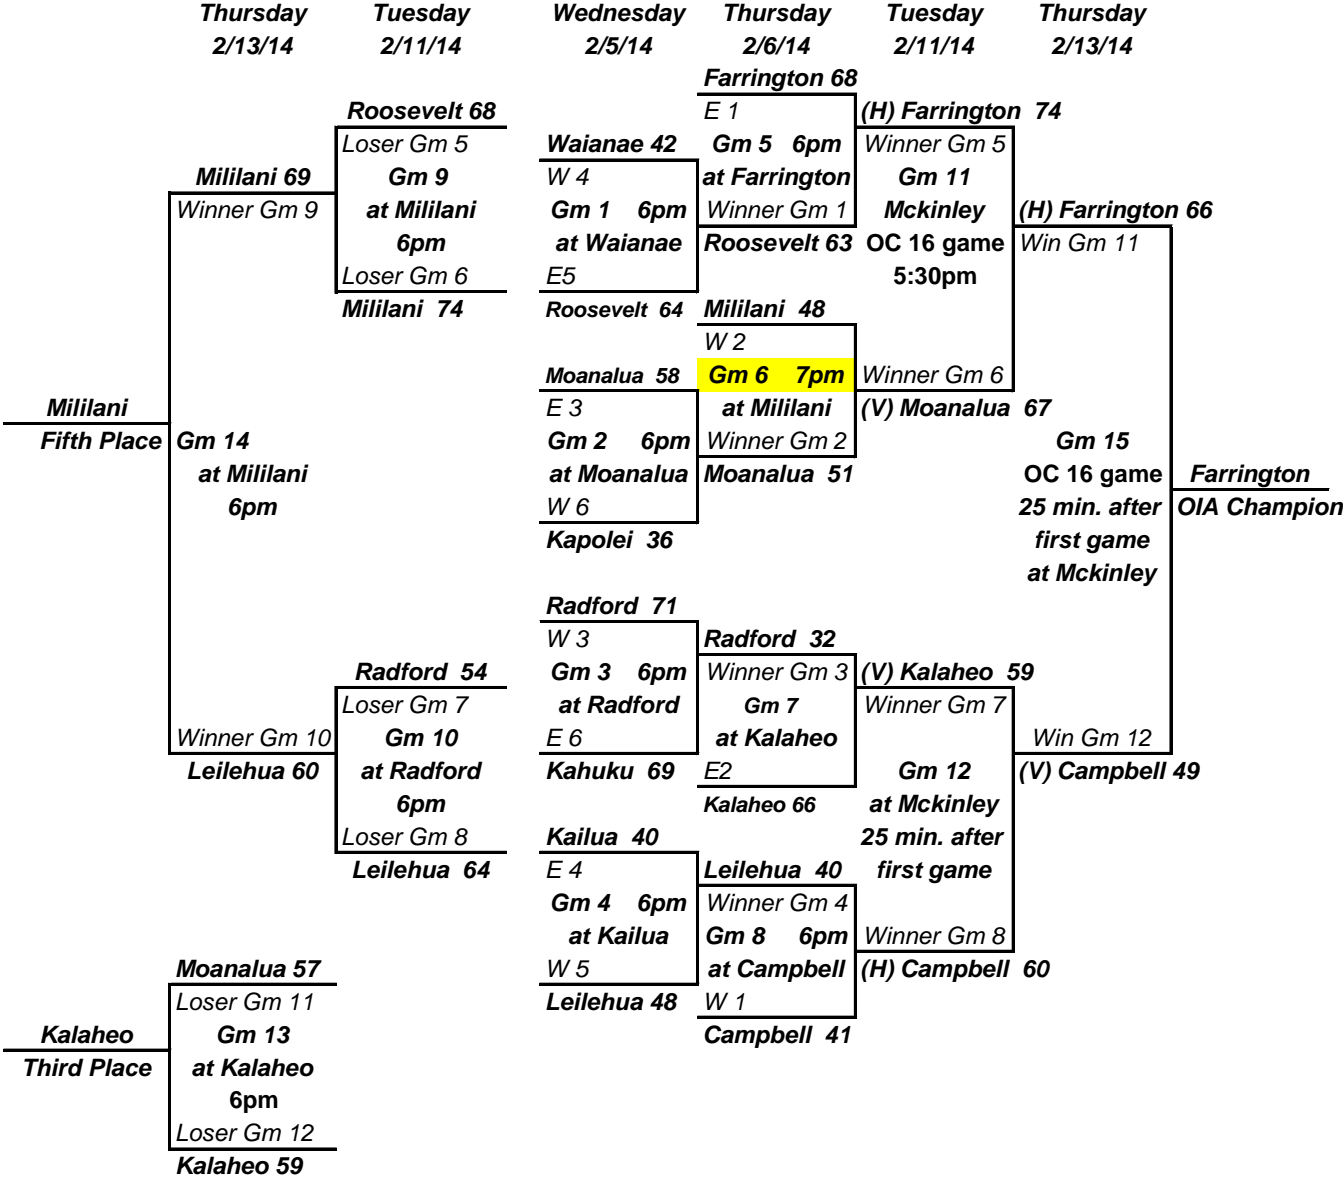 Thursday Tuesday Wednesday Thursday Tuesday Thursday
2/13/14 2/11/14 2/5/14 2/6/14 2/11/14 2/13/14
Farrington 68
Roosevelt 68 E 1 (H) Farrington 74
Loser Gm 5 Waianae 42 Gm 5 6pm Winner Gm 5
Mililani 69 Gm 9 W 4 at Farrington Gm 11
Winner Gm 9 at Mililani Gm 1 6pm Winner Gm 1 Mckinley (H) Farrington 66
6pm at Waianae Roosevelt 63 OC 16 game Win Gm 11
Loser Gm 6 E5 5:30pm
Mililani 74 Roosevelt 64 Mililani 48
W 2
Moanalua 58 Gm 6 7pm Winner Gm 6
Mililani E 3 at Mililani (V) Moanalua 67
Fifth Place Gm 14 Gm 2 6pm Winner Gm 2 Gm 15
at Mililani at Moanalua Moanalua 51 OC 16 game Farrington
6pm W 6 25 min. after OIA Champion
Kapolei 36 first game
at Mckinley
Radford 71
W 3 Radford 32
Radford 54 Gm 3 6pm Winner Gm 3 (V) Kalaheo 59
Loser Gm 7 at Radford Gm 7 Winner Gm 7
Winner Gm 10 Gm 10 E 6 at Kalaheo Win Gm 12
Leilehua 60 at Radford Kahuku 69 E2 Gm 12 (V) Campbell 49
6pm Kalaheo 66 at Mckinley
Loser Gm 8 Kailua 40 25 min. after
Leilehua 64 E 4 Leilehua 40 first game
Gm 4 6pm Winner Gm 4
at Kailua Gm 8 6pm Winner Gm 8
Moanalua 57 W 5 at Campbell (H) Campbell 60
Loser Gm 11 Leilehua 48 W 1
Kalaheo Gm 13 Campbell 41
Third Place at Kalaheo
6pm
Loser Gm 12
Kalaheo 59